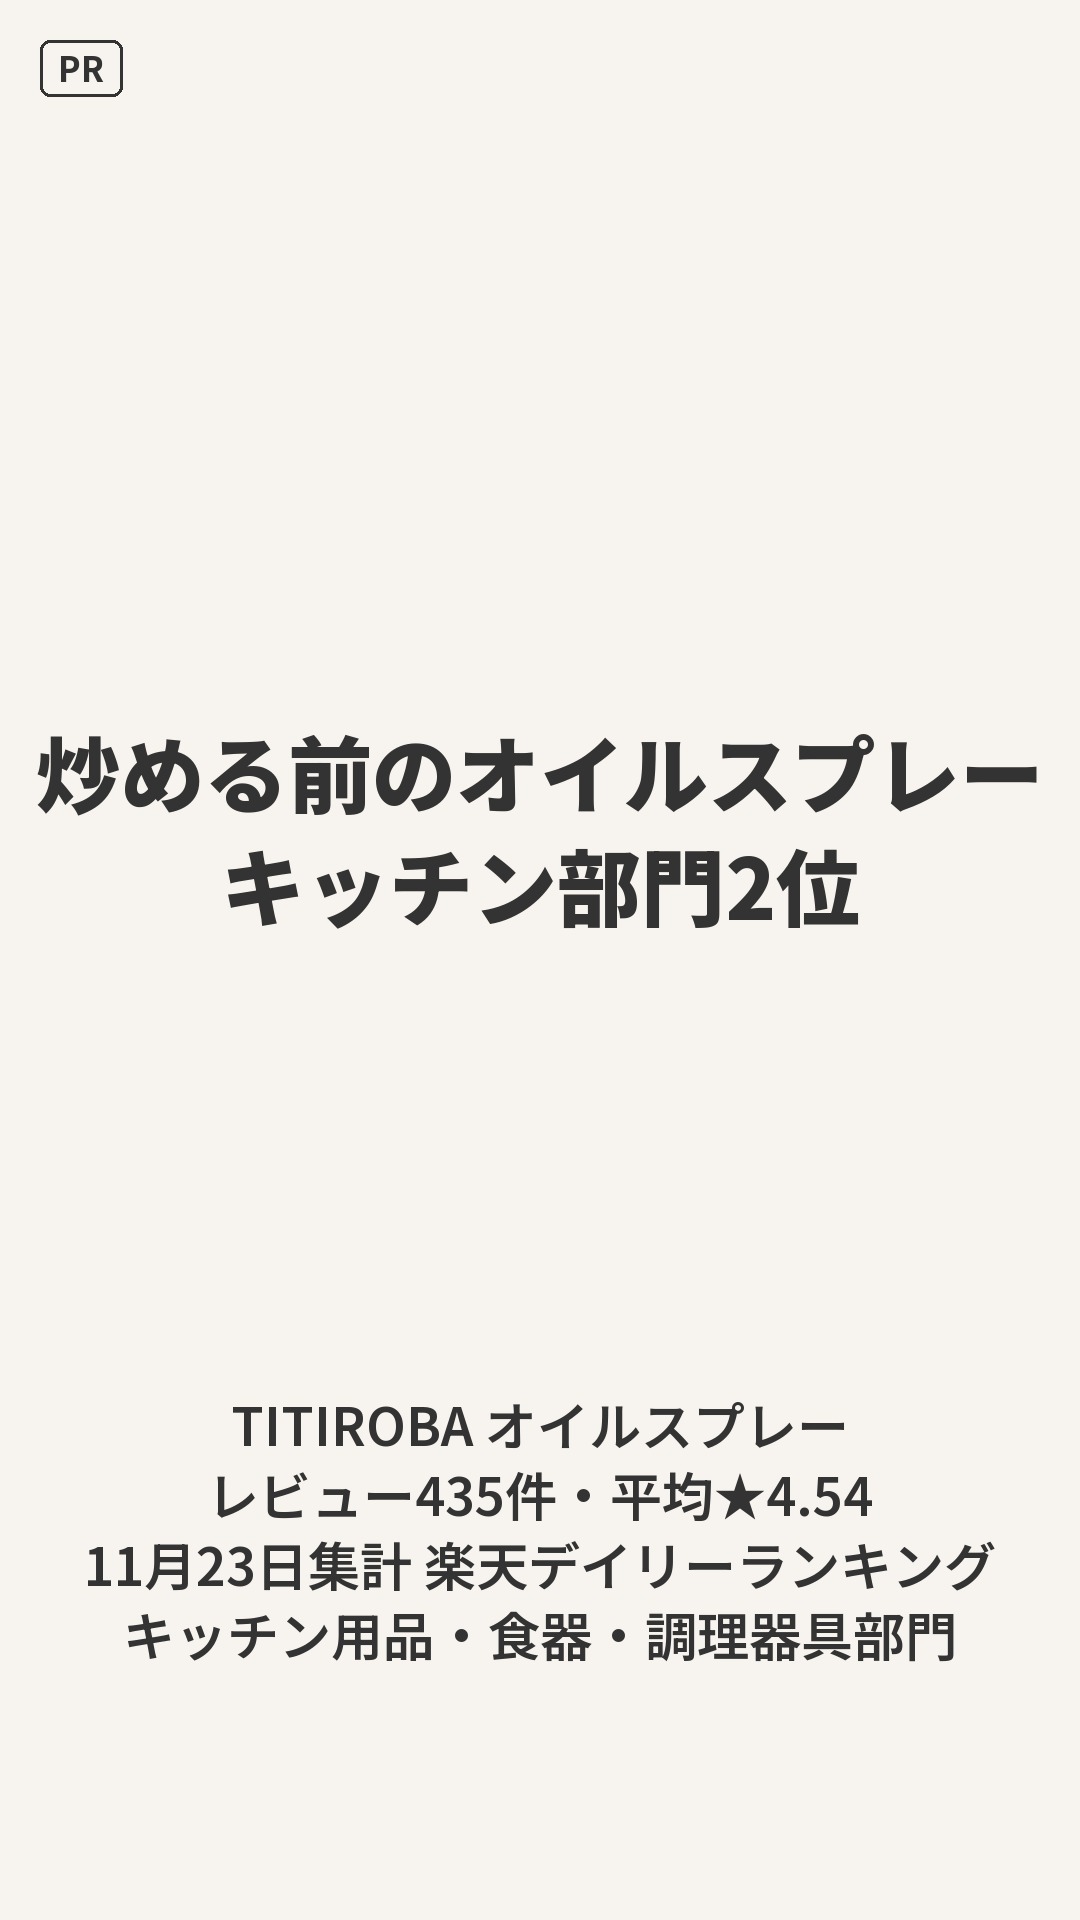 PR
炒める前のオイルスプレー
キッチン部門2位
TITIROBA オイルスプレー
レビュー435件・平均★4.54
11月23日集計 楽天デイリーランキング
キッチン用品・食器・調理器具部門